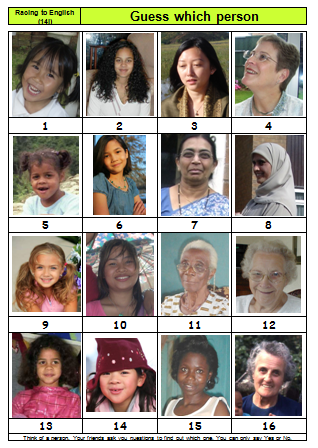 Racing to English
(14j)
Guess which person
1 2 3 4
5 6 7 8
9 10 11 12
13 14 15 16
Think of a person. Your friends ask you questions to find out which one. You can only say Yes or No.